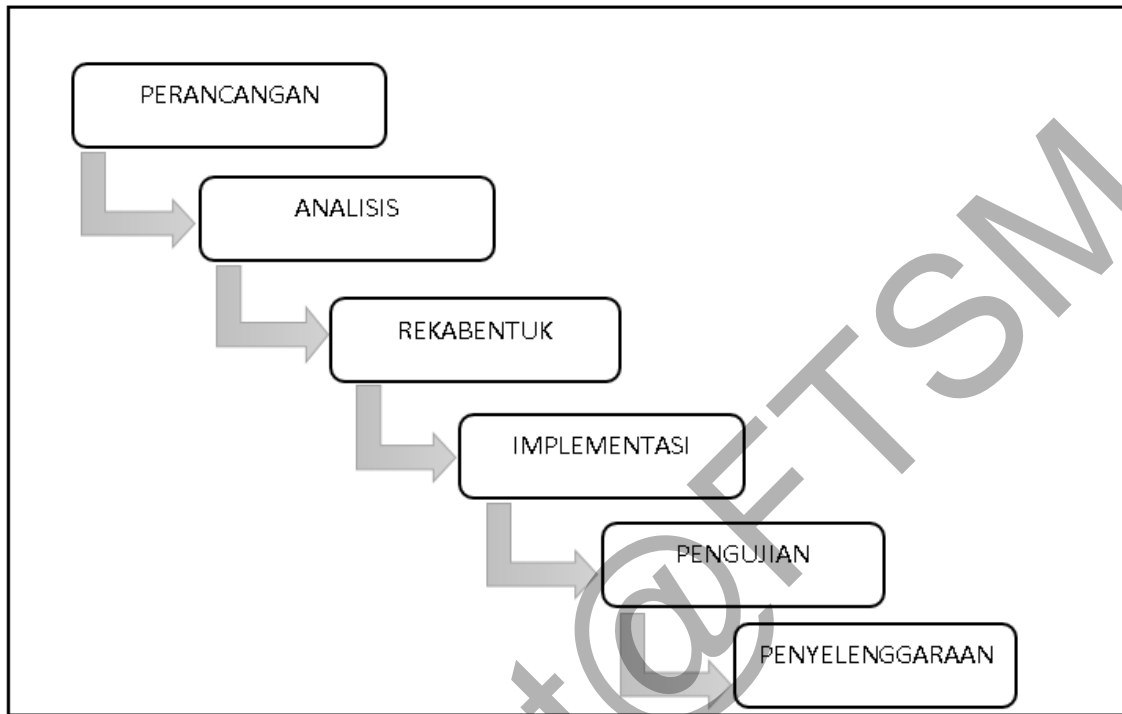 PERANCANGAN
ANALISIS
REKABENTUK
IMPLEMENTASI
PENGUJIAN
PENYELENGGARAAN
t@FTSM